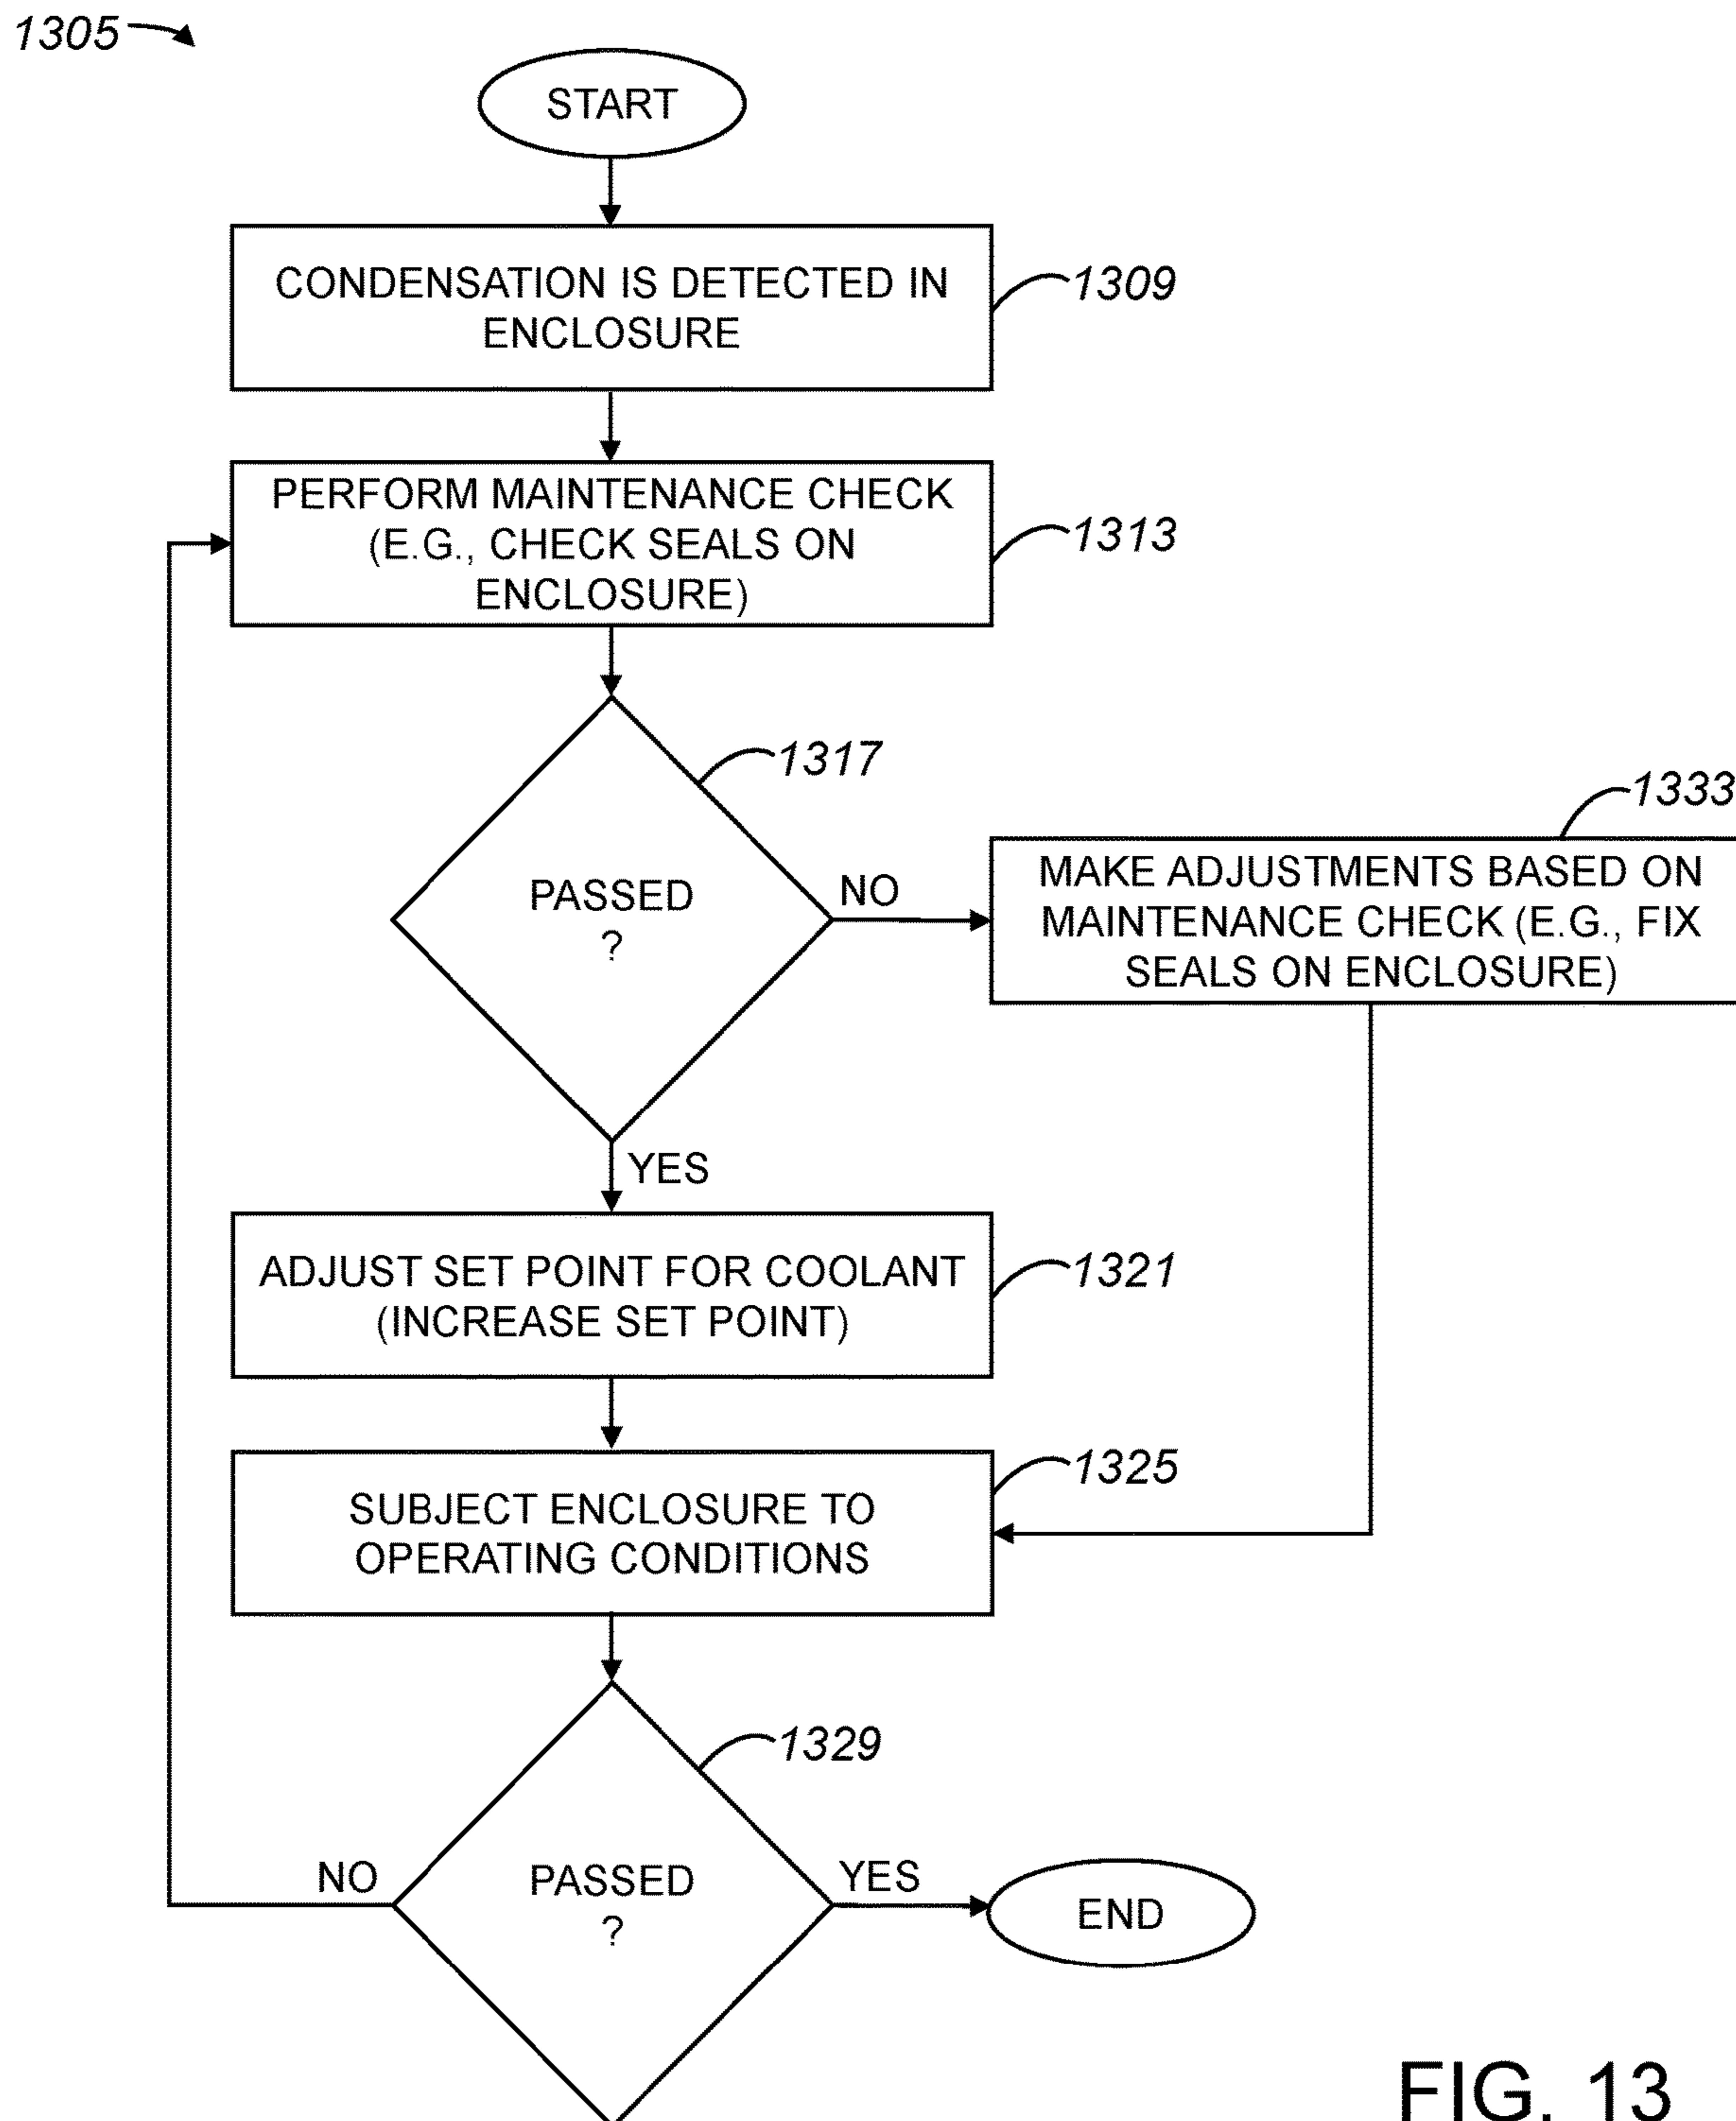 1305
START
CONDENSATION IS DETECTED IN
ENCLOSURE
1309
PERFORM MAINTENANCE CHECK
(E.G., CHECK SEALS ON
ENCLOSURE)
1313
1317
PASSED
?
NO
1333
MAKE ADJUSTMENTS BASED ON
MAINTENANCE CHECK (E.G., FIX
SEALS ON ENCLOSURE)
YES
ADJUST SET POINT FOR COOLANT
(INCREASE SET POINT)
1321
SUBJECT ENCLOSURE TO
OPERATING CONDITIONS
1325
1329
NO
PASSED
?
YES
END
FIG. 13